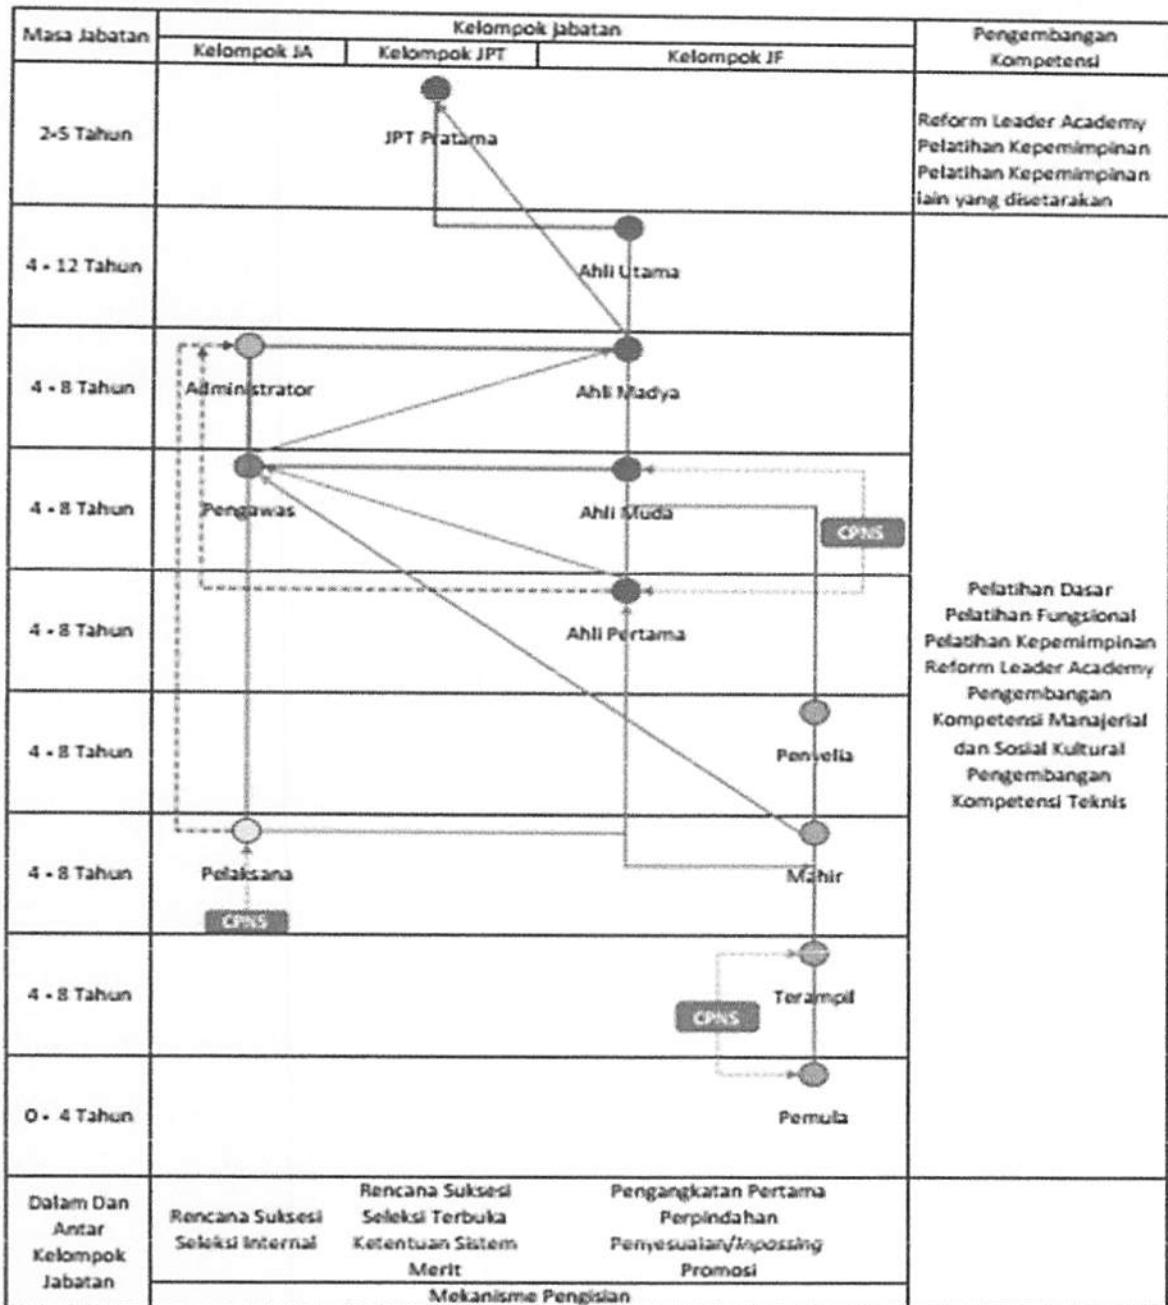 Masa Jabatan
Kelompok Jabatan
Pengembangan
Kompetensi
Kelompok JA
Kelompok JPT
Kelompok JF
2-5 Tahun
JPT Pratama
Reform Leader Academy
Pelatihan Kepemimpinan
Pelatihan Kepemimpinan
lain yang disetarakan
4 - 12 Tahun
Ahli Utama
4 - 8 Tahun
Administrator
Ahli Madya
4 - 8 Tahun
Pengawas
Ahli Muda
CPNS
4 - 8 Tahun
Ahli Pertama
Pelatihan Dasar
Pelatihan Fungsional
Pelatihan Kepemimpinan
Reform Leader Academy
Pengembangan
Kompetensi Manajerial
dan Sosial Kultural
Pengembangan
Kompetensi Teknis
4 - 8 Tahun
Penyelia
4 - 8 Tahun
Pelaksana
CPNS
Mahir
4 - 8 Tahun
Terampil
CPNS
0 - 4 Tahun
Pemula
Dalam Dan
Antar
Kelompok
Jabatan
Rencana Suksesi
Seleksi Internal
Rencana Suksesi
Seleksi Terbuka
Ketentuan Sistem
Merit
Pengangkatan Pertama
Perpindahan
Penyesuaian/Inpassing
Promosi
Mekanisme Pengisian